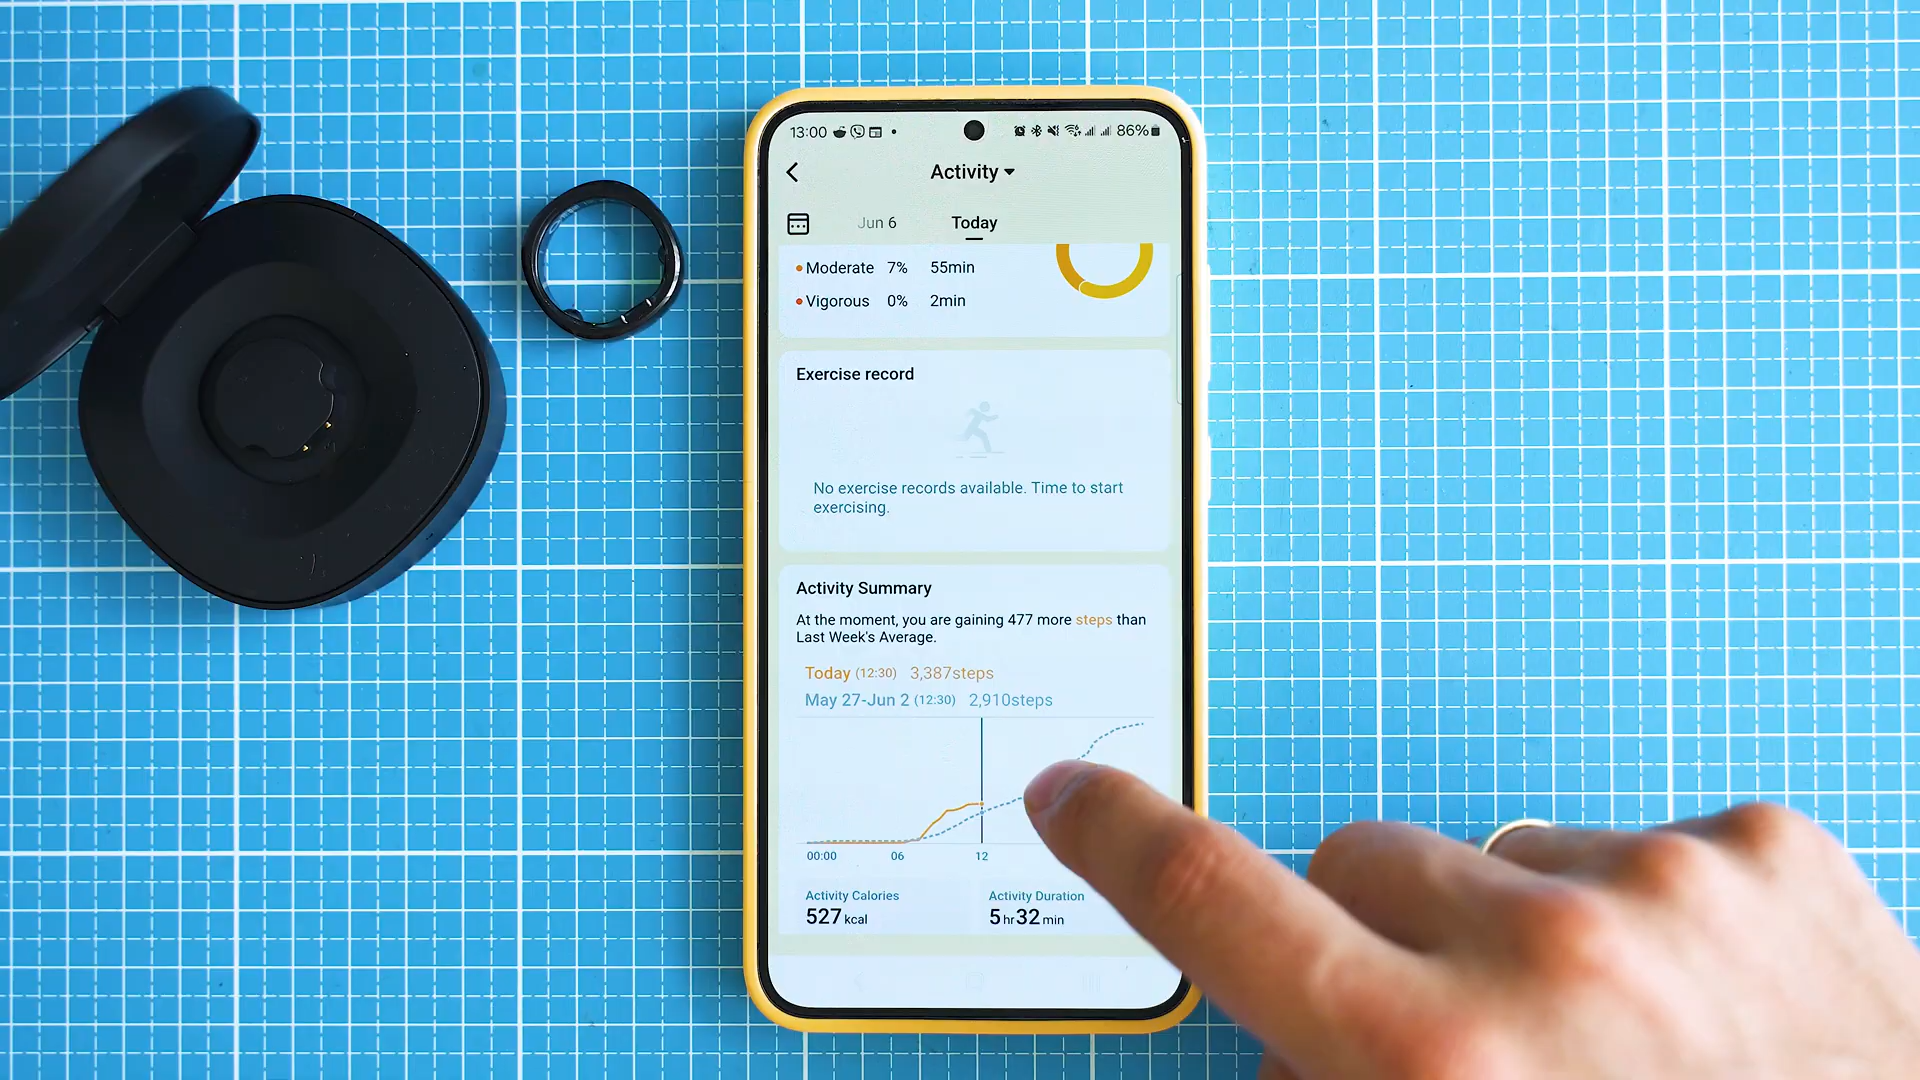 13:00 86%
Activity
Jun 6 Today
Moderate 7% 55min
Vigorous 0% 2min
Exercise record
No exercise records available. Time to start
exercising.
Activity Summary
At the moment, you are gaining 477 more steps than
Last Week's Average.
Today (12:30) 3,387steps
May 27-Jun 2 (12:30) 2,910steps
00:00 06 12
Activity Calories Activity Duration
527 kcal 5 hr 32 min